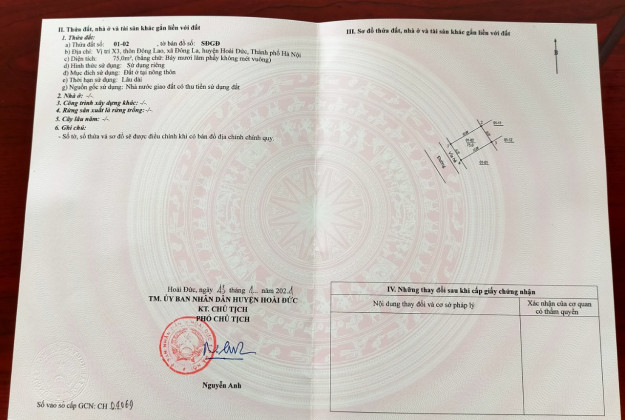 II. Thửa đất, nhà ở và tài sản khác gắn liền với đất
1. Thửa đất:
a) Thửa đất số: 01-02 , tờ bản đồ số: SĐGĐ
b) Địa chỉ: Vị trí X3, thôn Đông Lao, xã Đông La, huyện Hoài Đức, Thành phố Hà Nội
c) Diện tích: 75,0m², (bằng chữ: Bảy mươi lăm phẩy không mét vuông)
d) Hình thức sử dụng: Sử dụng riêng
đ) Mục đích sử dụng: Đất ở tại nông thôn
e) Thời hạn sử dụng: Lâu dài
g) Nguồn gốc sử dụng: Nhà nước giao đất có thu tiền sử dụng đất
2. Nhà ở: -/-
3. Công trình xây dựng khác: -/-
4. Rừng sản xuất là rừng trồng: -/-
5. Cây lâu năm: -/-
6. Ghi chú:
- Số tờ, số thửa và sơ đồ sẽ được điều chỉnh khi có bản đồ địa chính chính quy.
Hoài Đức, ngày tháng năm 2021
TM. ỦY BAN NHÂN DÂN HUYỆN HOÀI ĐỨC
KT. CHỦ TỊCH
PHÓ CHỦ TỊCH
Nguyễn Anh
Số vào sổ cấp GCN: CH 04069
III. Sơ đồ thửa đất, nhà ở và tài sản khác gắn liền với đất
B
Đường
Vỉa hè
IV. Những thay đổi sau khi cấp giấy chứng nhận
Nội dung thay đổi và cơ sở pháp lý
Xác nhận của cơ quan
có thẩm quyền